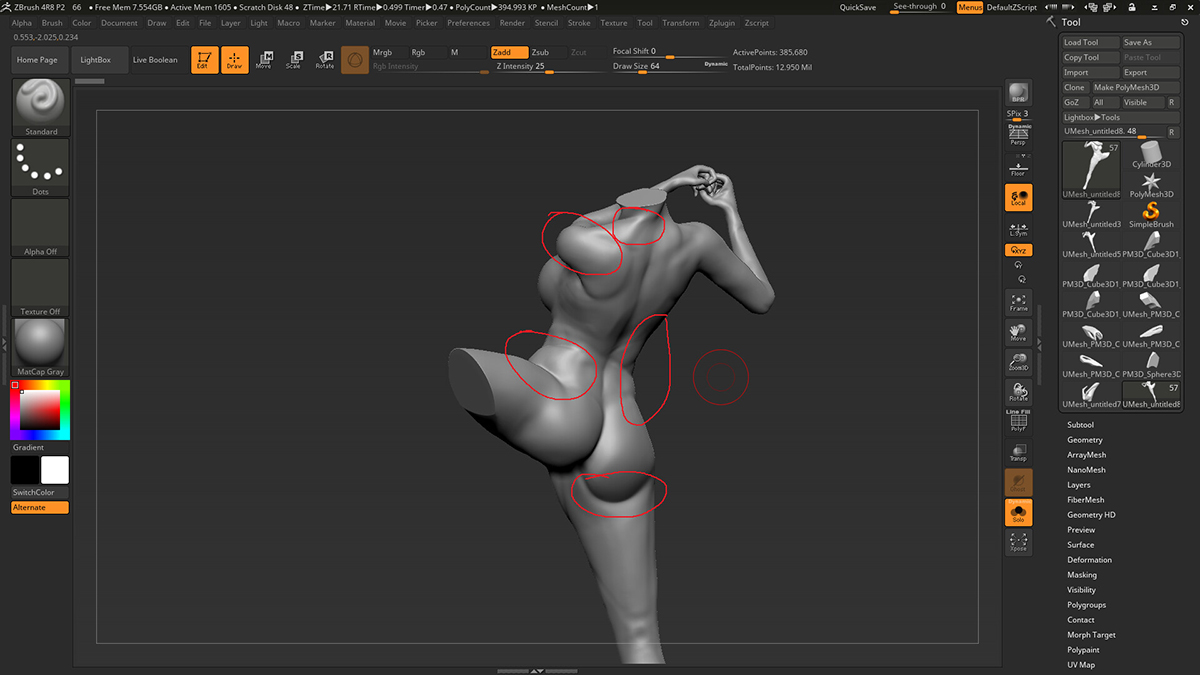 ZBrush 4R8 P2 66 • Free Mem 7.554GB • Active Mem 1605 • Scratch Disk 48 • ZTime▶21.71 RTime▶0.499 Timer▶0.47 • PolyCount▶394.993 KP • MeshCount▶1 QuickSave See-through 0 Menus DefaultZScript
Alpha Brush Color Document Draw Edit File Layer Light Macro Marker Material Movie Picker Preferences Render Stencil Stroke Texture Tool Transform Zplugin Zscript
Tool
0.553,-2.025,0.234
Home Page LightBox Live Boolean Edit Draw Move Scale Rotate
Mrgb Rgb M Zadd Zsub Zcut Focal Shift 0 ActivePoints: 385,680
Rgb Intensity Z Intensity 25 Draw Size 64 Dynamic TotalPoints: 12.950 Mil
Standard
Dots
Alpha Off
Texture Off
MatCap Gray
Gradient
SwitchColor
Alternate
BPR
SPix 3
Dynamic
Persp
Floor
Local
L.Sym
XYZ
Frame
Move
Zoom3D
Rotate
Line Fill
PolyF
Transp
Solo
Xpose
Load Tool Save As
Copy Tool Paste Tool
Import Export
Clone Make PolyMesh3D
GoZ All Visible R
Lightbox▶Tools
UMesh_untitled8. 48 R
57
Cylinder3D
UMesh_untitled8 PolyMesh3D
UMesh_untitled3 SimpleBrush
UMesh_untitled5 PM3D_Cube3D1
PM3D_Cube3D1 PM3D_Cube3D1
PM3D_Cube3D1 UMesh_PM3D_C
UMesh_PM3D_C UMesh_PM3D_C
UMesh_PM3D_C PM3D_Sphere3D
57
UMesh_untitled7 UMesh_untitled8
Subtool
Geometry
ArrayMesh
NanoMesh
Layers
FiberMesh
Geometry HD
Preview
Surface
Deformation
Masking
Visibility
Polygroups
Contact
Morph Target
Polypaint
UV Map